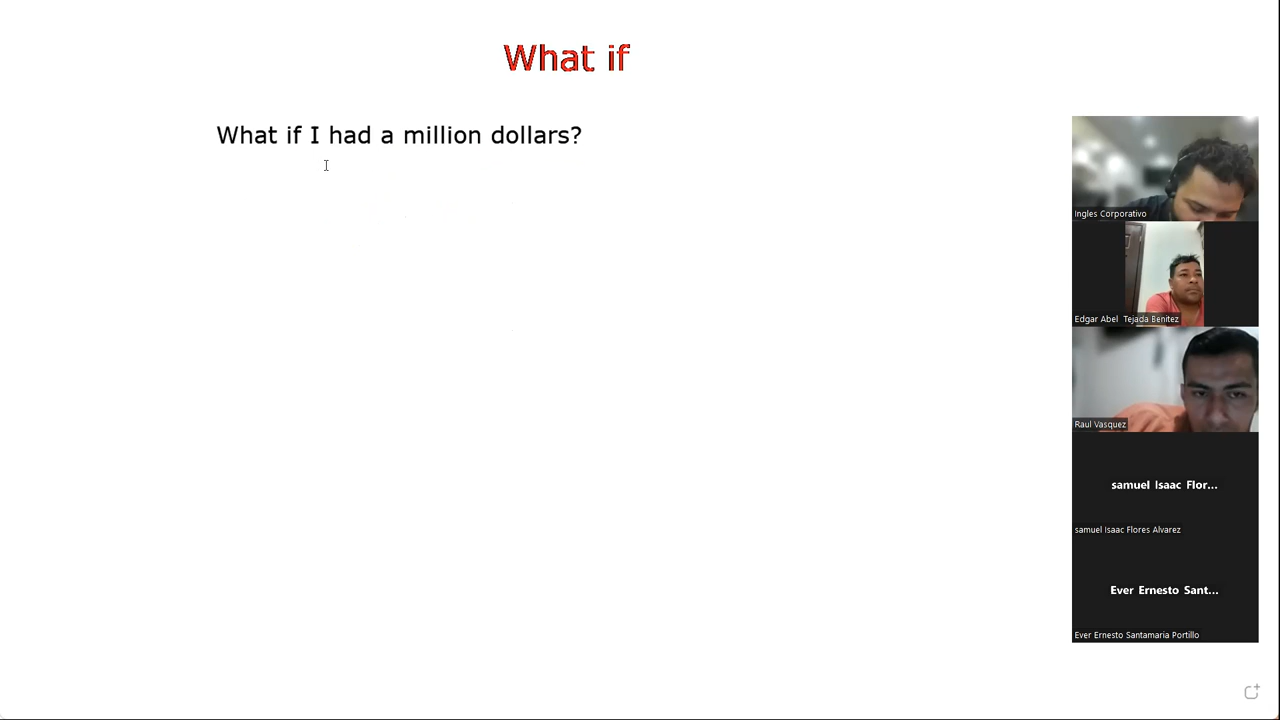 What if
What if I had a million dollars?
Ingles Corporativo
Edgar Abel Tejada Benitez
Raul Vasquez
samuel Isaac Flor...
samuel Isaac Flores Alvarez
Ever Ernesto Sant...
Ever Ernesto Santamaria Portillo